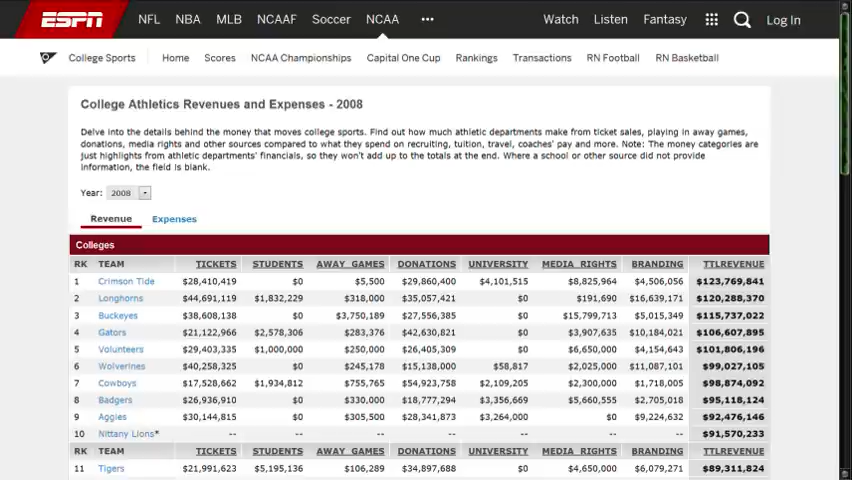 ESPN NFL NBA MLB NCAAF Soccer NCAA ••• Watch Listen Fantasy Log In
College Sports Home Scores NCAA Championships Capital One Cup Rankings Transactions RN Football RN Basketball
College Athletics Revenues and Expenses - 2008
Delve into the details behind the money that moves college sports. Find out how much athletic departments make from ticket sales, playing in away games,
donations, media rights and other sources compared to what they spend on recruiting, tuition, travel, coaches' pay and more. Note: The money categories are
just highlights from athletic departments' financials, so they won't add up to the totals at the end. Where a school or other source did not provide
information, the field is blank.
Year: 2008
Revenue Expenses
Colleges
RK TEAM TICKETS STUDENTS AWAY GAMES DONATIONS UNIVERSITY MEDIA RIGHTS BRANDING TTLREVENUE
1 Crimson Tide $28,410,419 $0 $5,500 $29,860,400 $4,101,515 $8,825,964 $4,506,056 $123,769,841
2 Longhorns $44,691,119 $1,832,229 $318,000 $35,057,421 $0 $191,690 $16,639,171 $120,288,370
3 Buckeyes $38,608,138 $0 $3,750,189 $27,556,385 $0 $15,799,713 $5,015,349 $115,737,022
4 Gators $21,122,966 $2,578,306 $283,376 $42,630,821 $0 $3,907,635 $10,184,021 $106,607,895
5 Volunteers $29,403,335 $1,000,000 $250,000 $26,405,309 $0 $6,650,000 $4,154,643 $101,806,196
6 Wolverines $40,258,325 $0 $245,178 $15,138,000 $58,817 $2,025,000 $11,087,101 $99,027,105
7 Cowboys $17,528,662 $1,934,812 $755,765 $54,923,758 $2,109,205 $2,300,000 $1,718,005 $98,874,092
8 Badgers $26,936,910 $0 $330,000 $18,777,294 $3,356,669 $5,660,555 $2,705,018 $95,118,124
9 Aggies $30,144,815 $0 $305,500 $28,341,873 $3,264,000 $0 $9,224,632 $92,476,146
10 Nittany Lions* -- -- -- -- -- -- -- $91,570,233
RK TEAM TICKETS STUDENTS AWAY GAMES DONATIONS UNIVERSITY MEDIA RIGHTS BRANDING TTLREVENUE
11 Tigers $21,991,623 $5,195,136 $106,289 $34,897,688 $0 $4,650,000 $6,079,271 $89,311,824